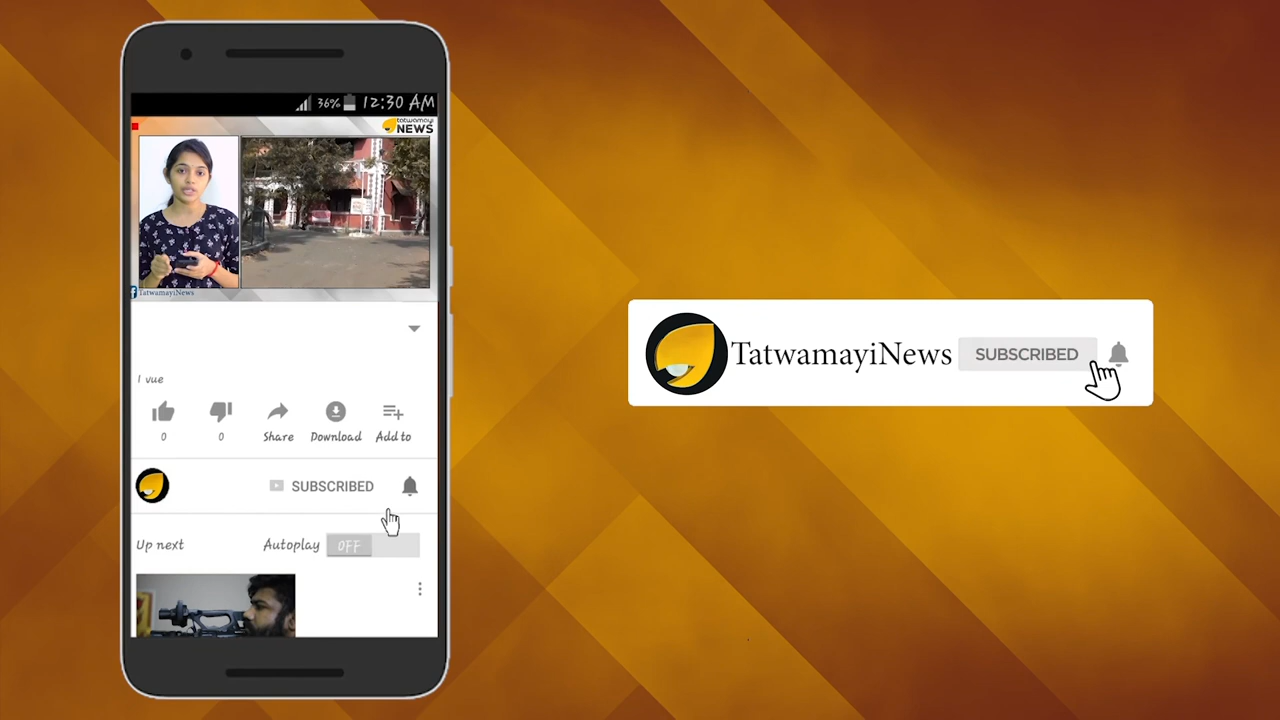 36% 12:30 AM
tatwamayi
NEWS
TatwamayiNews
1 vue
0 0 Share Download Add to
SUBSCRIBED
Up next Autoplay OFF
TatwamayiNews SUBSCRIBED